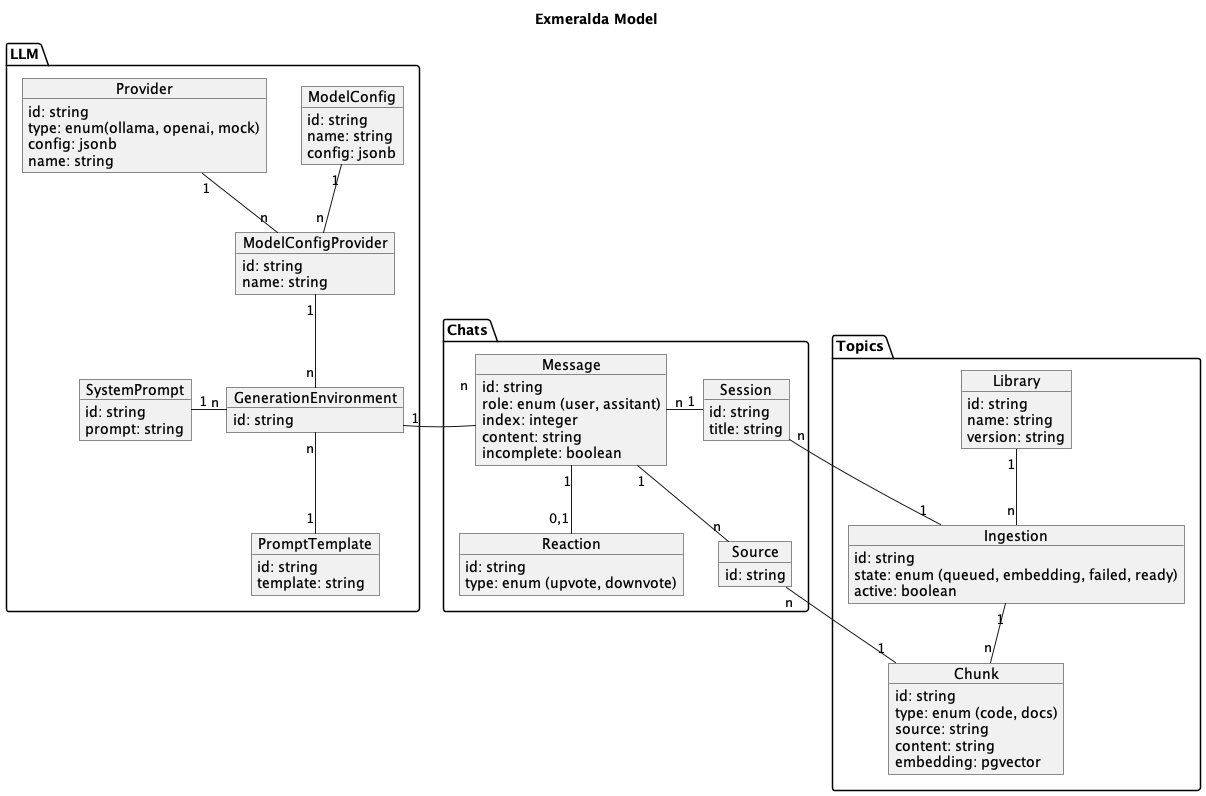 Exmeralda Model
LLM
Provider
id: string
type: enum(ollama, openai, mock)
config: jsonb
name: string
ModelConfig
id: string
name: string
config: jsonb
1
n
1
n
ModelConfigProvider
id: string
name: string
1
n
SystemPrompt
id: string
prompt: string
1
n
GenerationEnvironment
id: string
n
1
PromptTemplate
id: string
template: string
1
n
Chats
Message
id: string
role: enum (user, assitant)
index: integer
content: string
incomplete: boolean
n
1
Session
id: string
title: string
1
0,1
1
n
Reaction
id: string
type: enum (upvote, downvote)
Source
id: string
n
1
n
1
Topics
Library
id: string
name: string
version: string
1
n
Ingestion
id: string
state: enum (queued, embedding, failed, ready)
active: boolean
1
n
Chunk
id: string
type: enum (code, docs)
source: string
content: string
embedding: pgvector